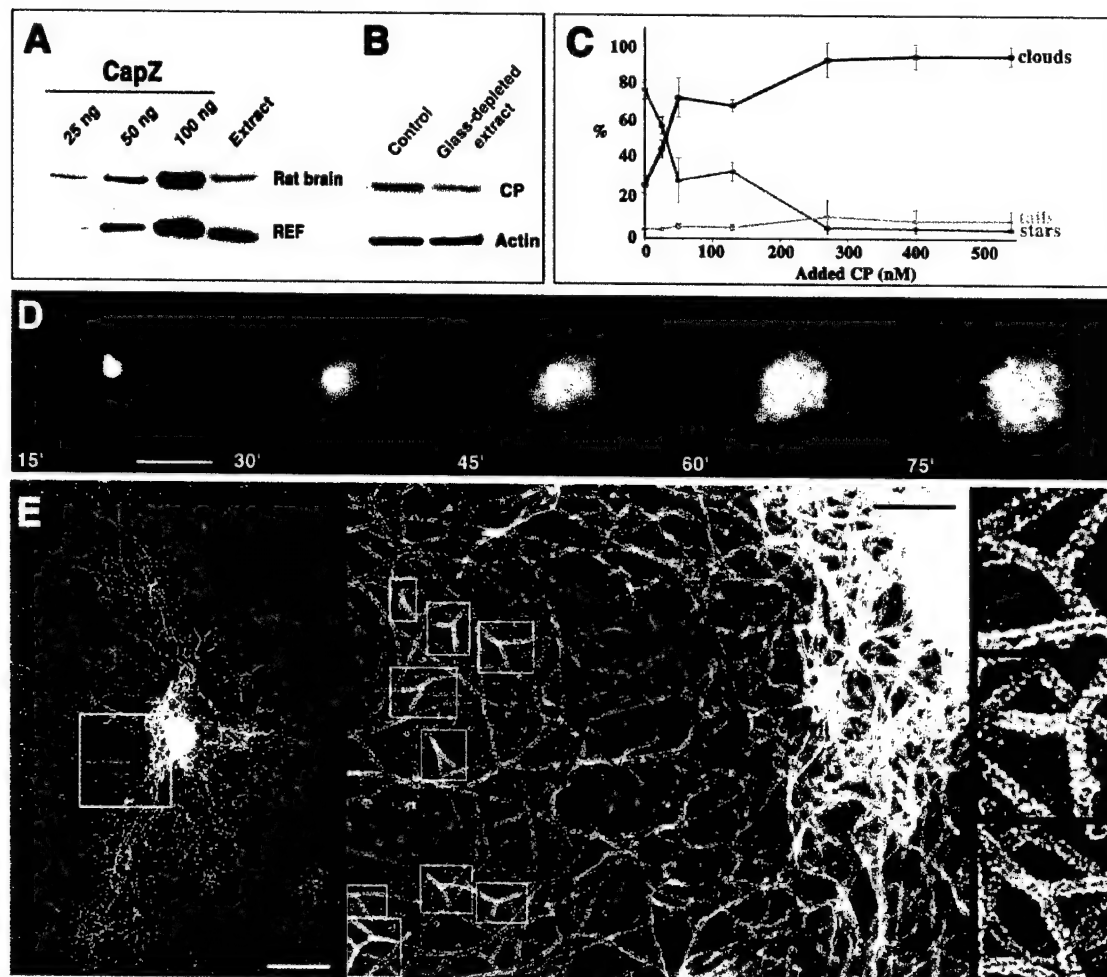 A
CapZ
25 ng
50 ng
100 ng
Extract
Rat brain
REF
B
Control
Glass-depleted
extract
CP
Actin
C
100
80
60
40
20
0
%
clouds
tails
stars
0 100 200 300 400 500
Added CP (nM)
D
15' 30' 45' 60' 75'
E